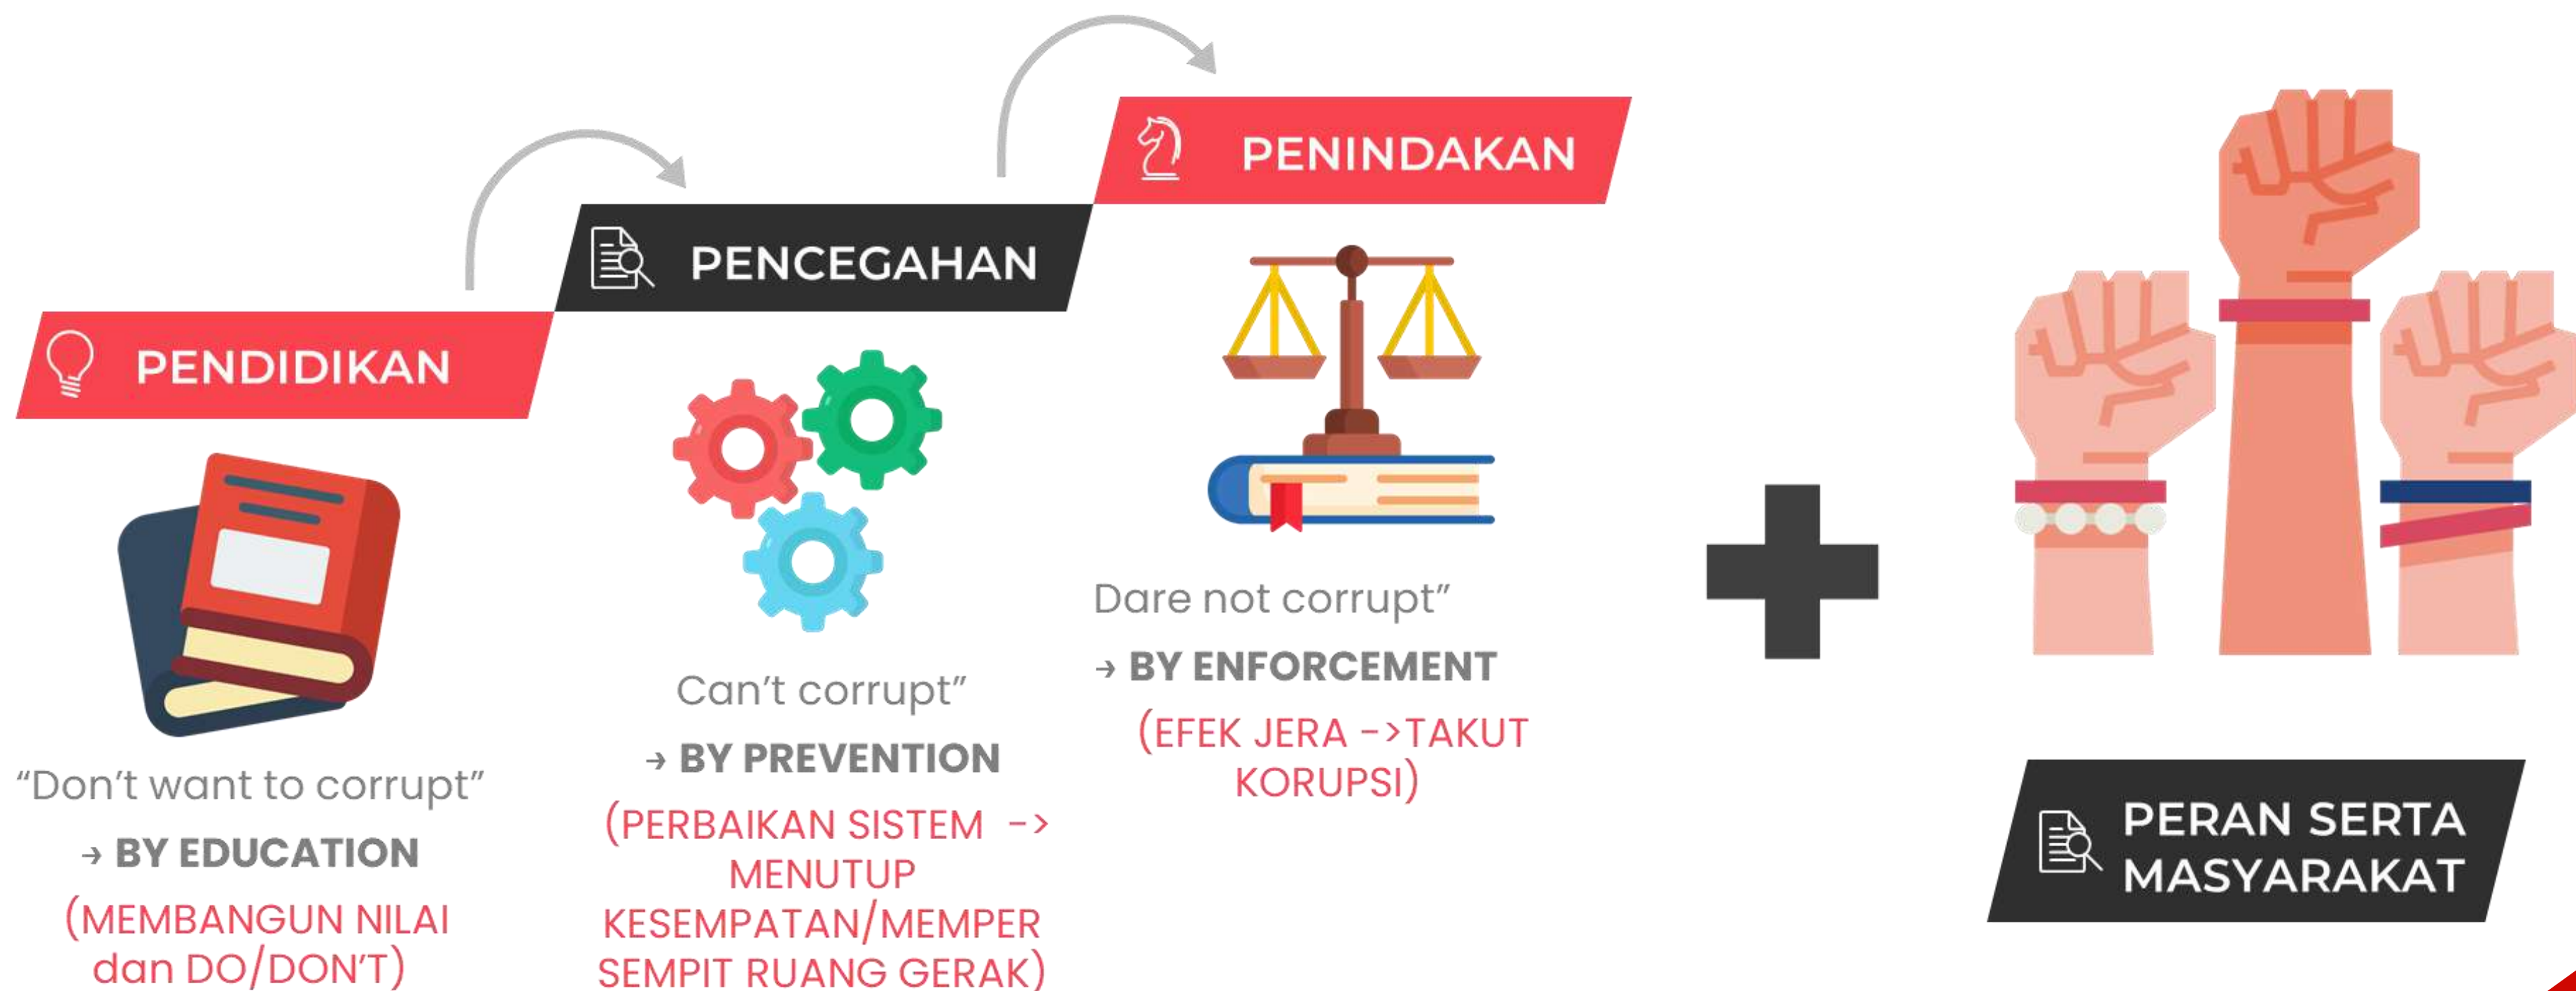 PENDIDIKAN
“Don’t want to corrupt”
→ BY EDUCATION
(MEMBANGUN NILAI
dan DO/DON’T)
PENCEGAHAN
Can’t corrupt”
→ BY PREVENTION
(PERBAIKAN SISTEM ->
MENUTUP
KESEMPATAN/MEMPER
SEMPIT RUANG GERAK)
PENINDAKAN
Dare not corrupt”
→ BY ENFORCEMENT
(EFEK JERA ->TAKUT
KORUPSI)
PERAN SERTA
MASYARAKAT